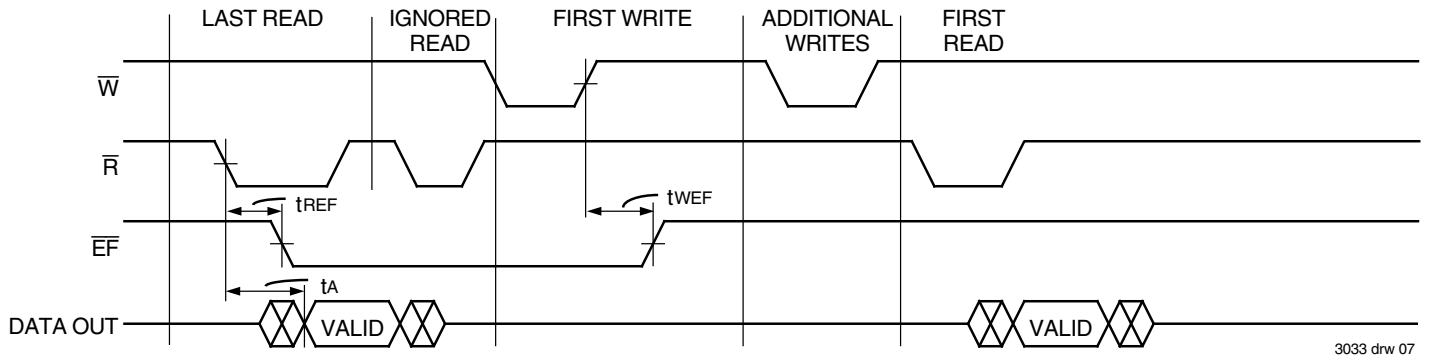 LAST READ
IGNORED
READ
FIRST WRITE
ADDITIONAL
WRITES
FIRST
READ
W̅
R̅
tREF
tWEF
E̅F̅
tA
DATA OUT
VALID
VALID
3033 drw 07